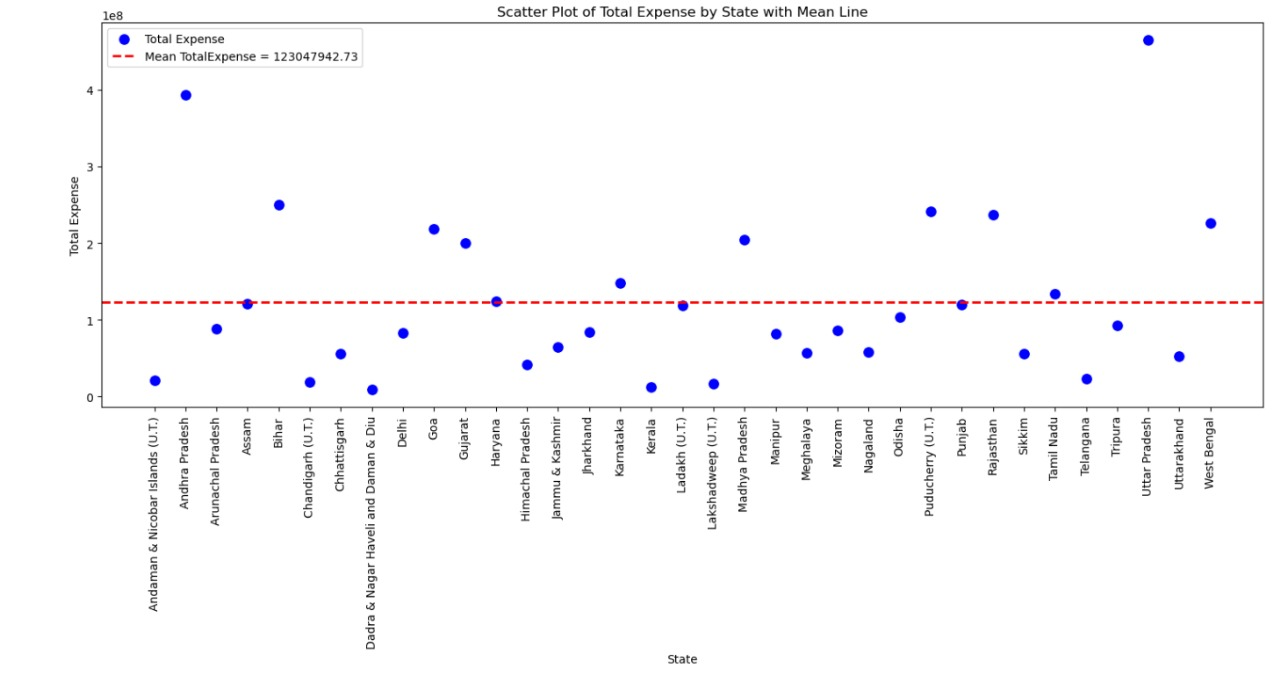 Scatter Plot of Total Expense by State with Mean Line
1e8
Total Expense
Mean TotalExpense = 123047942.73
4
3
2
1
0
Total Expense
Andaman & Nicobar Islands (U.T.)
Andhra Pradesh
Arunachal Pradesh
Assam
Bihar
Chandigarh (U.T.)
Chhattisgarh
Dadra & Nagar Haveli and Daman & Diu
Delhi
Goa
Gujarat
Haryana
Himachal Pradesh
Jammu & Kashmir
Jharkhand
Karnataka
Kerala
Ladakh (U.T.)
Lakshadweep (U.T.)
Madhya Pradesh
Manipur
Meghalaya
Mizoram
Nagaland
Odisha
Puducherry (U.T.)
Punjab
Rajasthan
Sikkim
Tamil Nadu
Telangana
Tripura
Uttar Pradesh
Uttarakhand
West Bengal
State